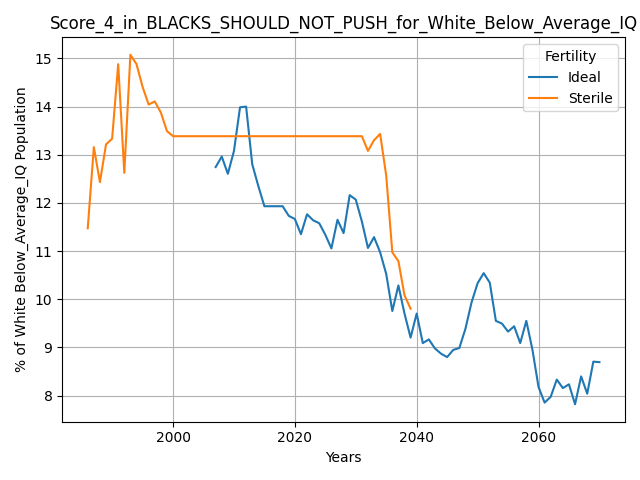 Score_4_in_BLACKS_SHOULD_NOT_PUSH_for_White_Below_Average_IQ
Fertility
Ideal
Sterile
% of White Below_Average_IQ Population
15
14
13
12
11
10
9
8
2000 2020 2040 2060
Years